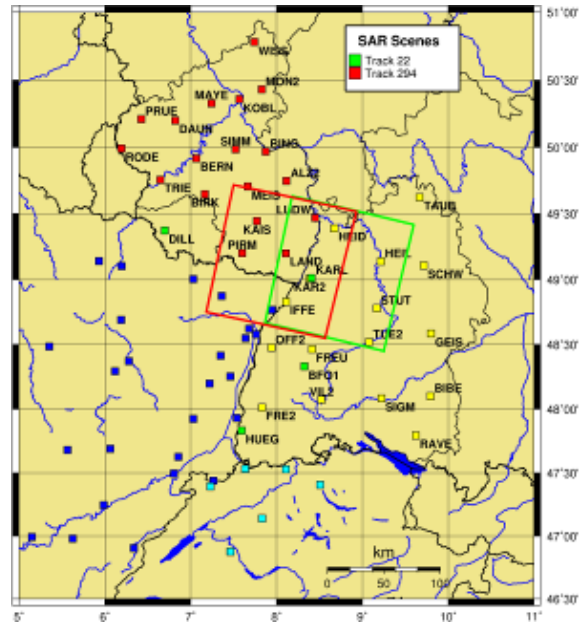 51°00'
SAR Scenes
Track 22
Track 294
WISS
50°30'
MON2
MAYE
KOBL
PRUE
DAUN
50°00'
SIMM
BING
RODE
BERN
ALZE
TRIE
MEIS
BIRK
TAUB
49°30'
LUDW
KAIS
HEID
DILL
PIRM
LAND
HEIL
KARL
SCHW
49°00'
KAR2
IFFE
STUT
48°30'
OFF2
TUE2
GEIS
FREU
BFO1
VIL2
BIBE
48°00'
FRE2
SIGM
HUEG
RAVE
47°30'
47°00'
km
0
50
100
46°30'
5°
6°
7°
8°
9°
10°
11°